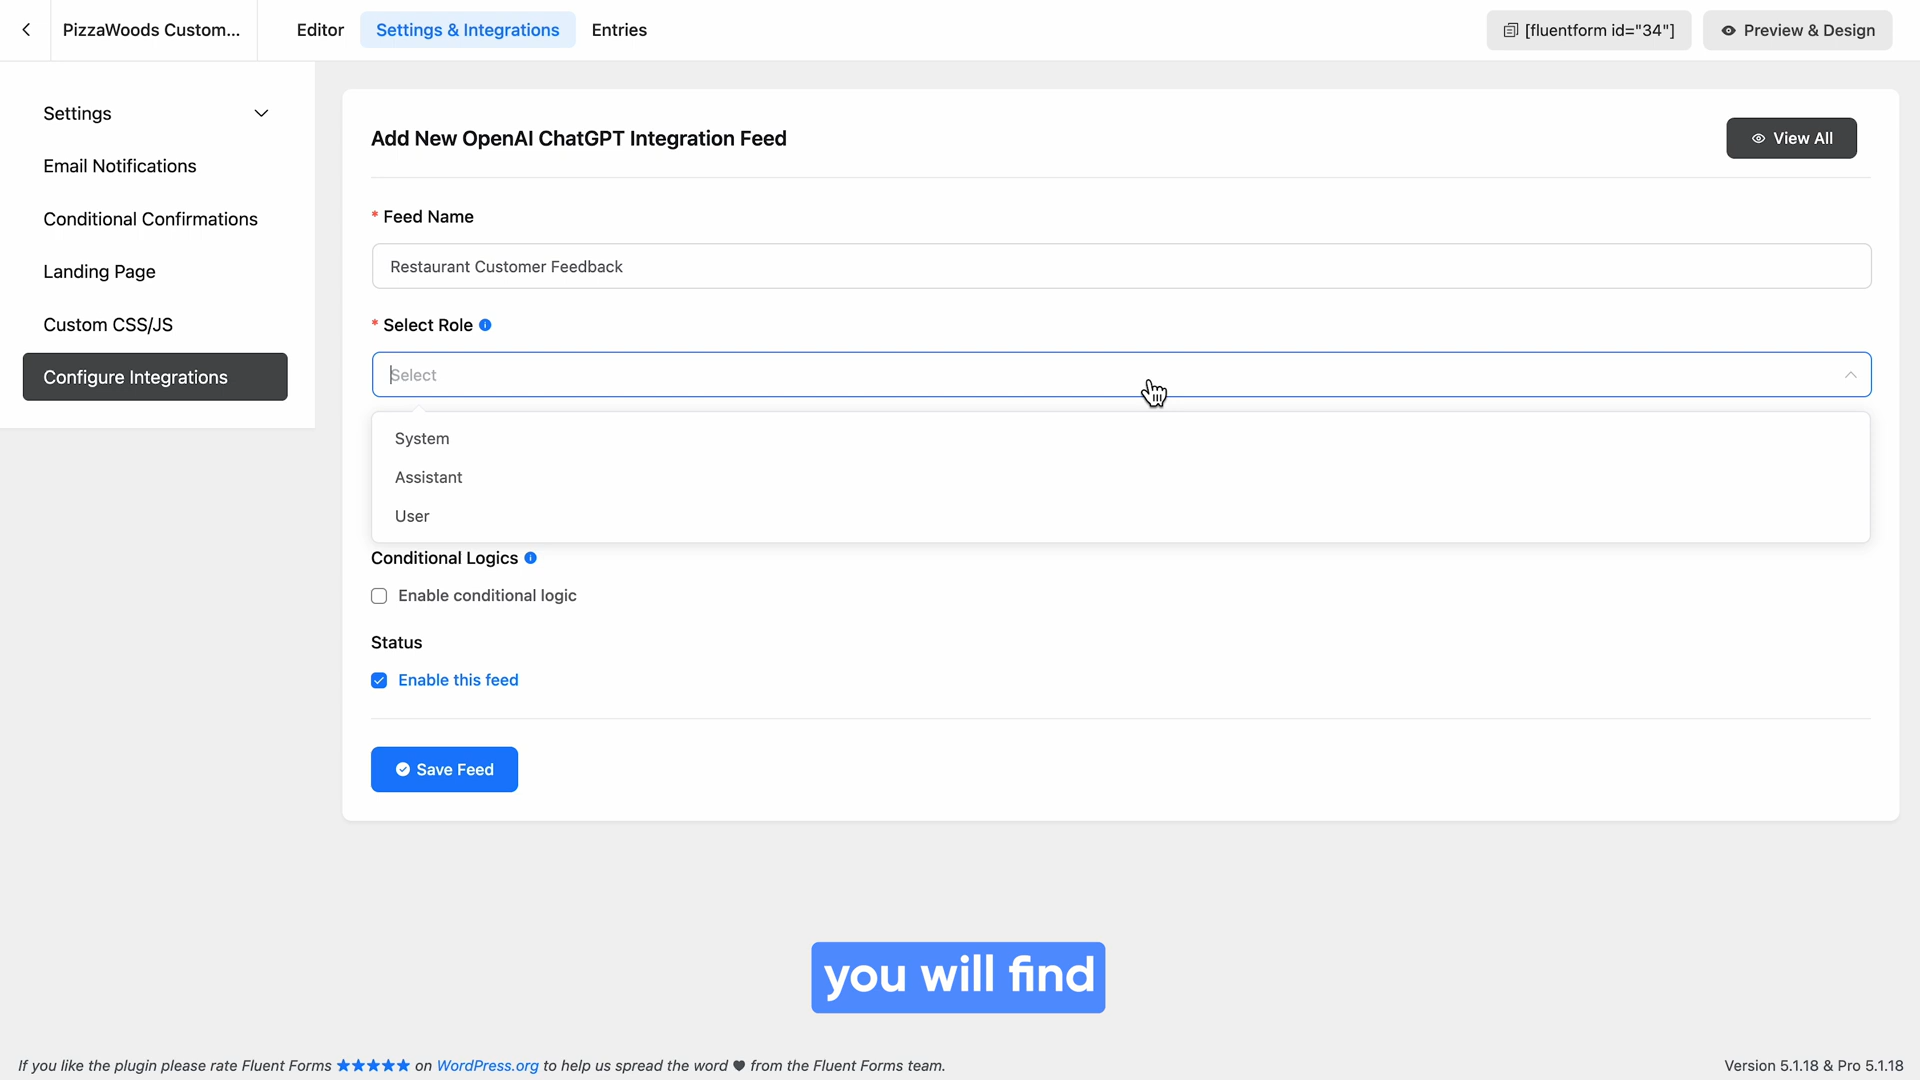 PizzaWoods Custom...
Editor
Settings & Integrations
Entries
[fluentform id="34"]
Preview & Design
Settings
Email Notifications
Conditional Confirmations
Landing Page
Custom CSS/JS
Configure Integrations
Add New OpenAI ChatGPT Integration Feed
View All
* Feed Name
Restaurant Customer Feedback
* Select Role
Select
System
Assistant
User
Conditional Logics
Enable conditional logic
Status
Enable this feed
Save Feed
you will find
If you like the plugin please rate Fluent Forms ★★★★★ on WordPress.org to help us spread the word ♥ from the Fluent Forms team.
Version 5.1.18 & Pro 5.1.18